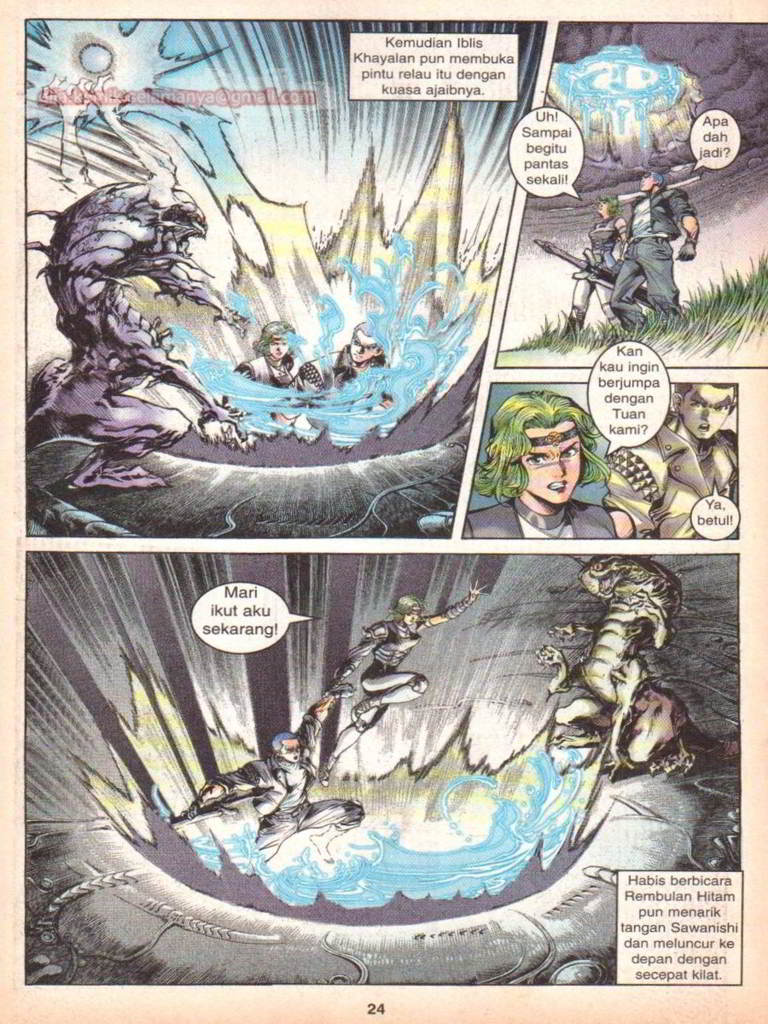 Kemudian Iblis
Khayalan pun membuka
pintu relau itu dengan
kuasa ajaibnya.
Uh!
Sampai
begitu
pantas
sekali!
Apa
dah
jadi?
Kan
kau ingin
berjumpa
dengan
Tuan
kami?
Ya,
betul!
Mari
ikut aku
sekarang!
Habis berbicara
Rembulan Hitam
pun menarik
tangan Sawanishi
dan meluncur ke
depan dengan
secepat kilat.
24